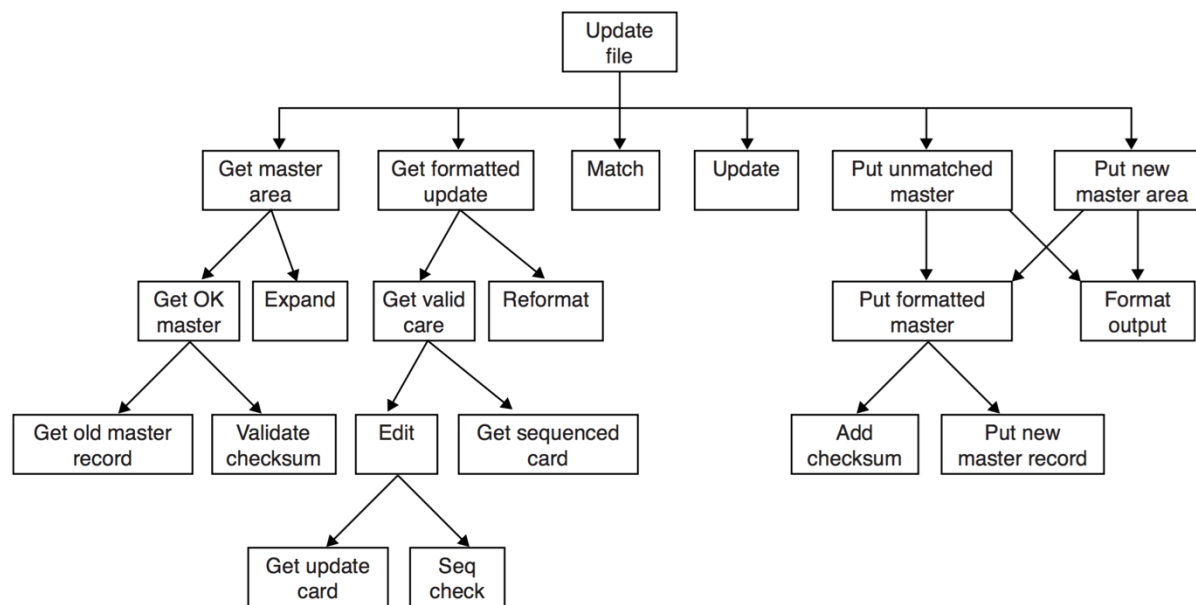 Update
file
Get master
area
Get formatted
update
Match
Update
Put unmatched
master
Put new
master area
Get OK
master
Expand
Get valid
care
Reformat
Put formatted
master
Format
output
Get old master
record
Validate
checksum
Edit
Get sequenced
card
Add
checksum
Put new
master record
Get update
card
Seq
check